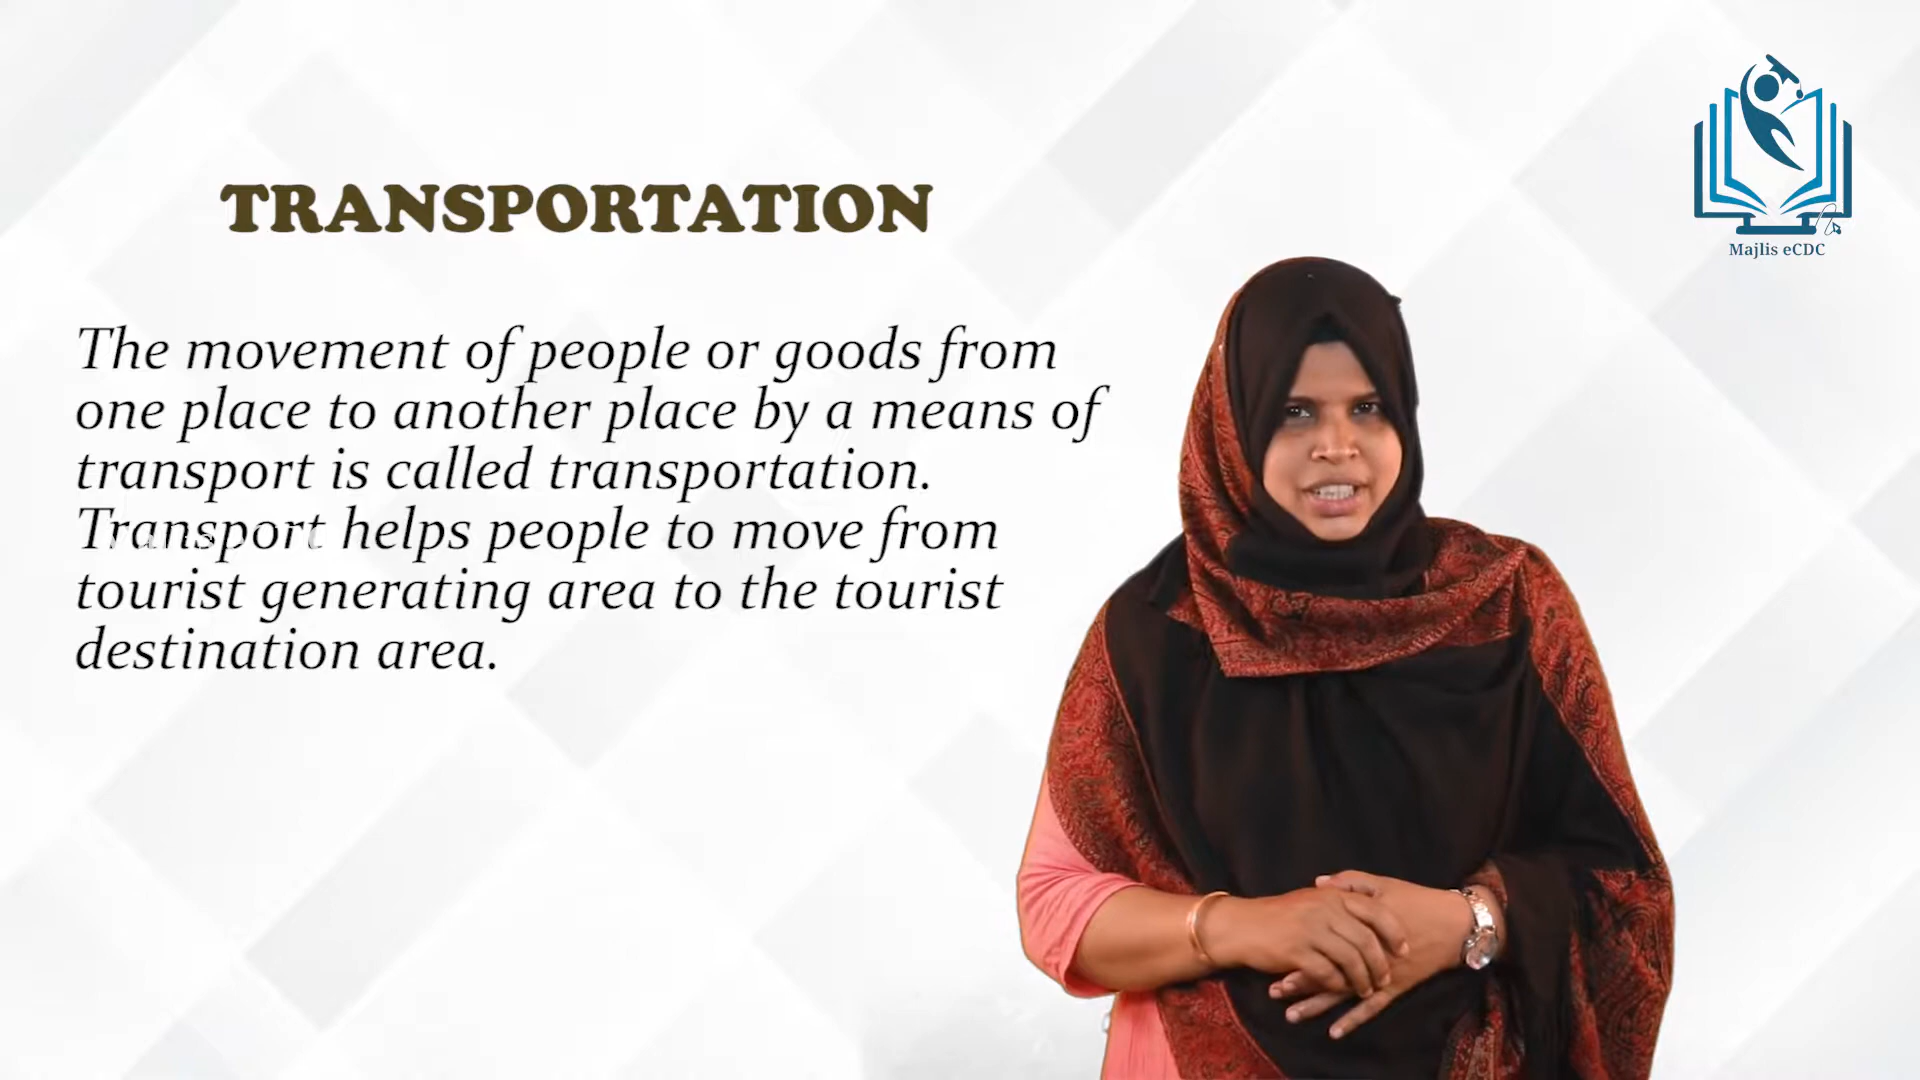 TRANSPORTATION
The movement of people or goods from
one place to another place by a means of
transport is called transportation.
Transport helps people to move from
tourist generating area to the tourist
destination area.
Majlis eCDC